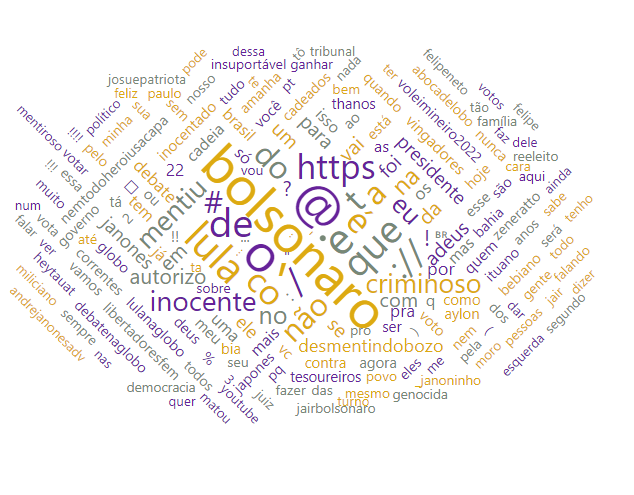 dessa
tô
tribunal
insuportável
ganhar
felipeneto
josuepatriota
pode
nosso
tudo
re
nada
ter
tão
votos
feliz
paulo
sem
amanhã
cadeados
bem
thanos
voleimineiro2022
abocadelobo
família
felipe
!!!!
político
minha
sua
inocentado
brasil
você
pt
isso
ao
quando
vingadores
nunca
faz
dele
reeleito
mentiroso
votar
pelo
cadeia
um
para
vai
está
hoje
cara
!!!
essa
nemtodoheroiusacapa
debate
só
vou
22
?
foi
as
presidente
esse
são
aqui
ainda
muito
ou
tem
mentiu
do
https
a
na
os
bahia
zeneratto
sabe
tenho
num
vota
governo
tá
2
#
de
bolsonaro
@
e
é
t
eu
da
adeus
mas
ituano
anos
será
falar
ver
até
janones
!!
já
em
lula
o
que
!
BR
quem
bebiano
todo
heytauat
globo
correntes
vamos
autorizo
ta
...
"
/
:
://
.
,
por
gente
falando
miliciano
andrejanonesadv
sempre
debatenaglobo
lulanaglobo
sobre
inocente
co
não
criminoso
com
q
como
aylon
jair
dizer
nas
libertadoresfem
deus
meu
uma
ele
no
se
pra
ser
voto
dos
dar
pessoas
segundo
todos
%
bia
mais
vc
pro
desmentindobozo
nem
pela
moro
esquerda
democracia
3
japones
seu
pq
tesoureiros
contra
agora
eles
me
janoninho
quer
matou
youtube
juiz
fazer
das
mesmo
povo
genocida
jairbolsonaro
turno